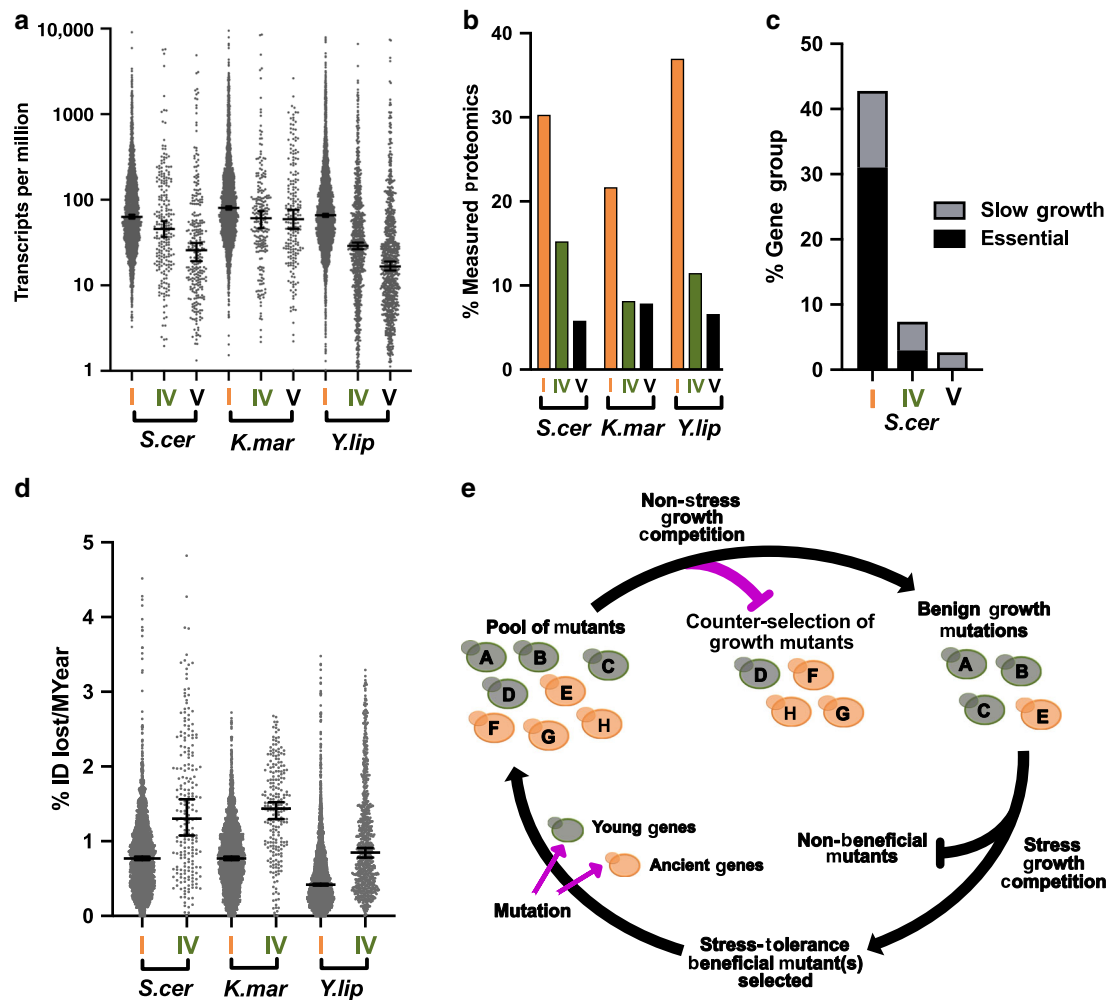 a
Transcripts per million
10,000
1000
100
10
1
I IV V I IV V I IV V
S.cer K.mar Y.lip
b
% Measured proteomics
40
30
20
10
0
I IV V I IV V I IV V
S.cer K.mar Y.lip
c
% Gene group
50
40
30
20
10
0
Slow growth
Essential
I IV V
S.cer
d
% ID lost/MYear
5
4
3
2
1
0
I IV I IV I IV
S.cer K.mar Y.lip
e
Non-stress
growth
competition
Pool of mutants
A B C
D E
F G H
Counter-selection of
growth mutants
D F
H G
Benign growth
mutations
A B
C E
Young genes
Ancient genes
Mutation
Non-beneficial
mutants
Stress
growth
competition
Stress-tolerance
beneficial mutant(s)
selected